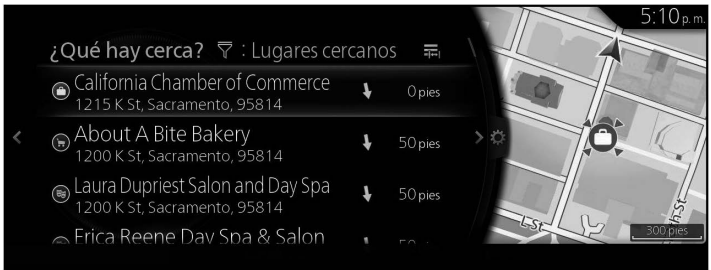 5:10 p. m.
¿Qué hay cerca? : Lugares cercanos
California Chamber of Commerce
1215 K St, Sacramento, 95814
0 pies
About A Bite Bakery
1200 K St, Sacramento, 95814
50 pies
Laura Dupriest Salon and Day Spa
1200 K St, Sacramento, 95814
50 pies
Erica Reene Day Spa & Salon
L St
300 pies